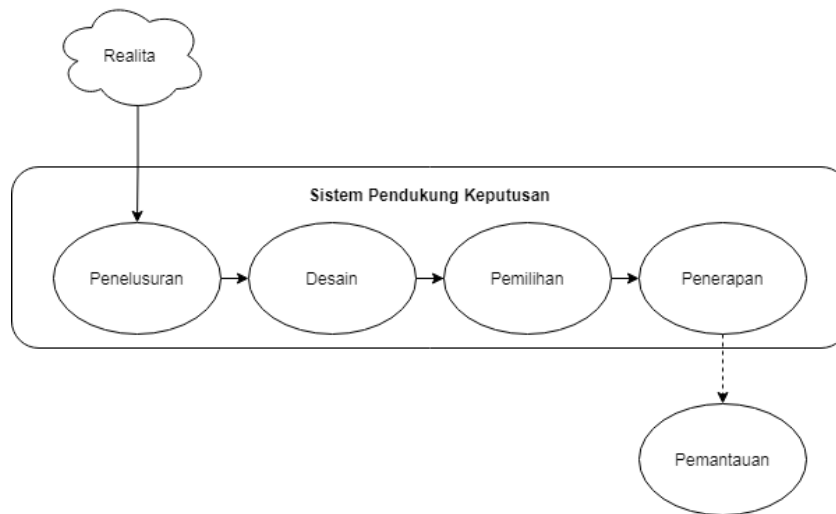 Realita
Sistem Pendukung Keputusan
Penelusuran
Desain
Pemilihan
Penerapan
Pemantauan